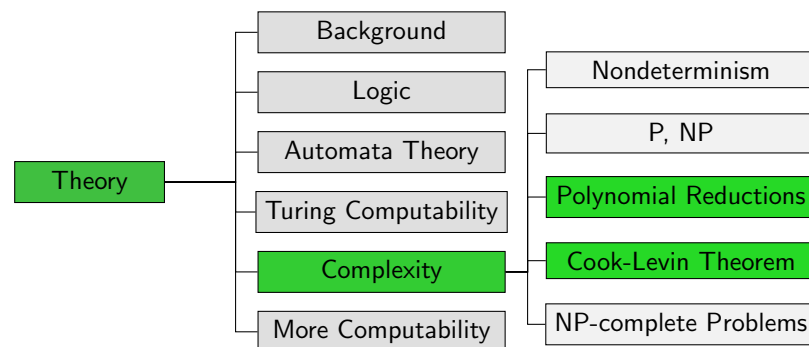 Theory
Background
Logic
Automata Theory
Turing Computability
Complexity
More Computability
Nondeterminism
P, NP
Polynomial Reductions
Cook-Levin Theorem
NP-complete Problems